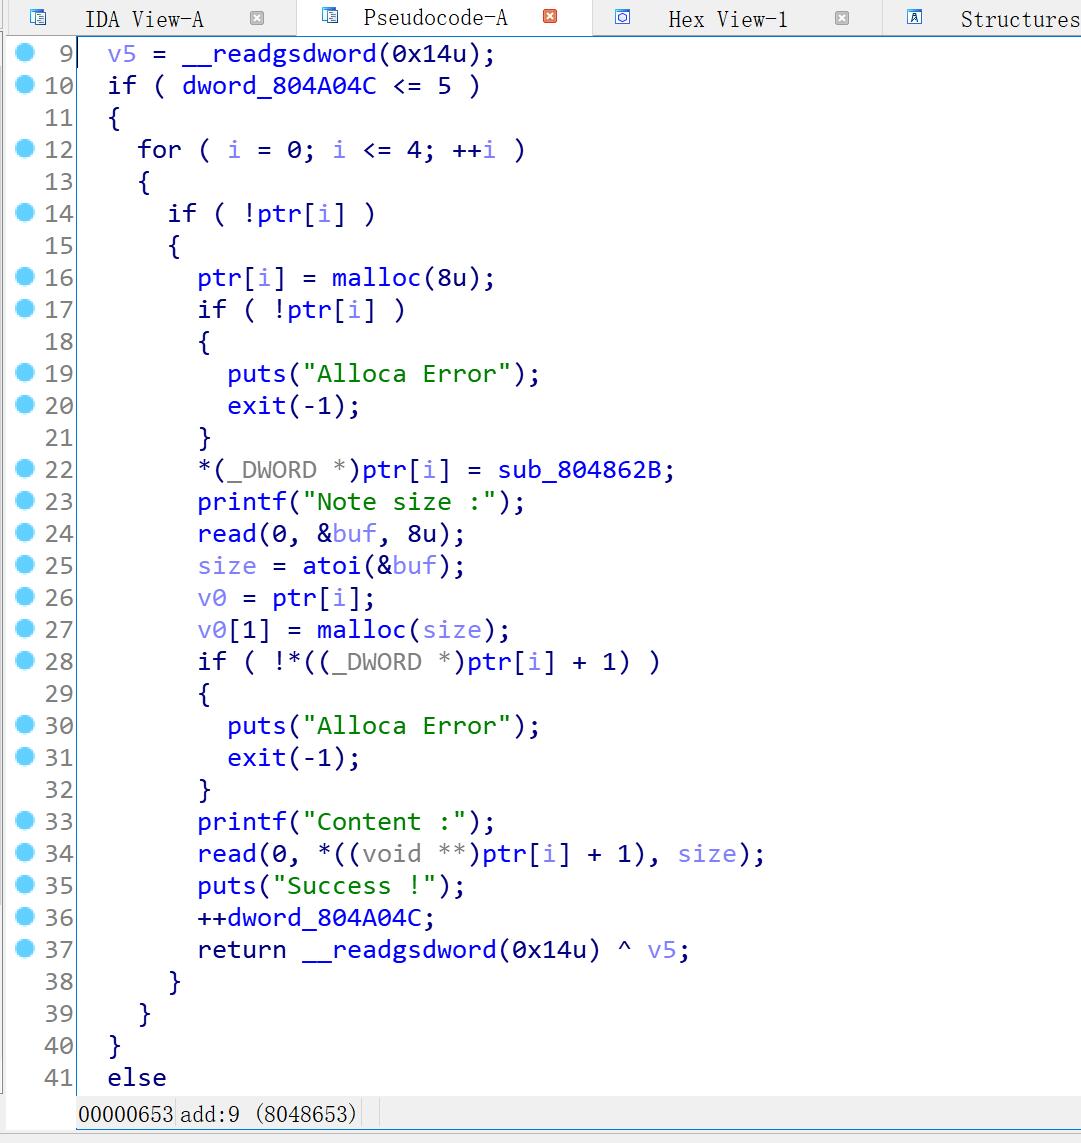 IDA View-A Pseudocode-A Hex View-1 Structures
9 v5 = __readgsdword(0x14u);
10 if ( dword_804A04C <= 5 )
11 {
12 for ( i = 0; i <= 4; ++i )
13 {
14 if ( !ptr[i] )
15 {
16 ptr[i] = malloc(8u);
17 if ( !ptr[i] )
18 {
19 puts("Alloca Error");
20 exit(-1);
21 }
22 *(_DWORD *)ptr[i] = sub_804862B;
23 printf("Note size :");
24 read(0, &buf, 8u);
25 size = atoi(&buf);
26 v0 = ptr[i];
27 v0[1] = malloc(size);
28 if ( !*((_DWORD *)ptr[i] + 1) )
29 {
30 puts("Alloca Error");
31 exit(-1);
32 }
33 printf("Content :");
34 read(0, *((void **)ptr[i] + 1), size);
35 puts("Success !");
36 ++dword_804A04C;
37 return __readgsdword(0x14u) ^ v5;
38 }
39 }
40 }
41 else
00000653 add:9 (8048653)